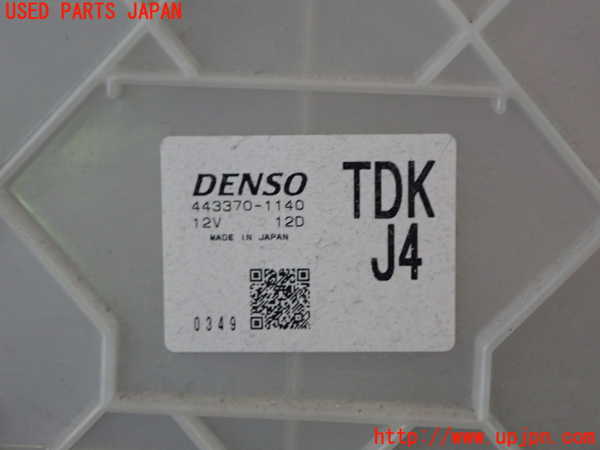 USED PARTS JAPAN
DENSO
443370-1140
12V 12D
MADE IN JAPAN
TDK
J4
0349
http://www.upjpn.com